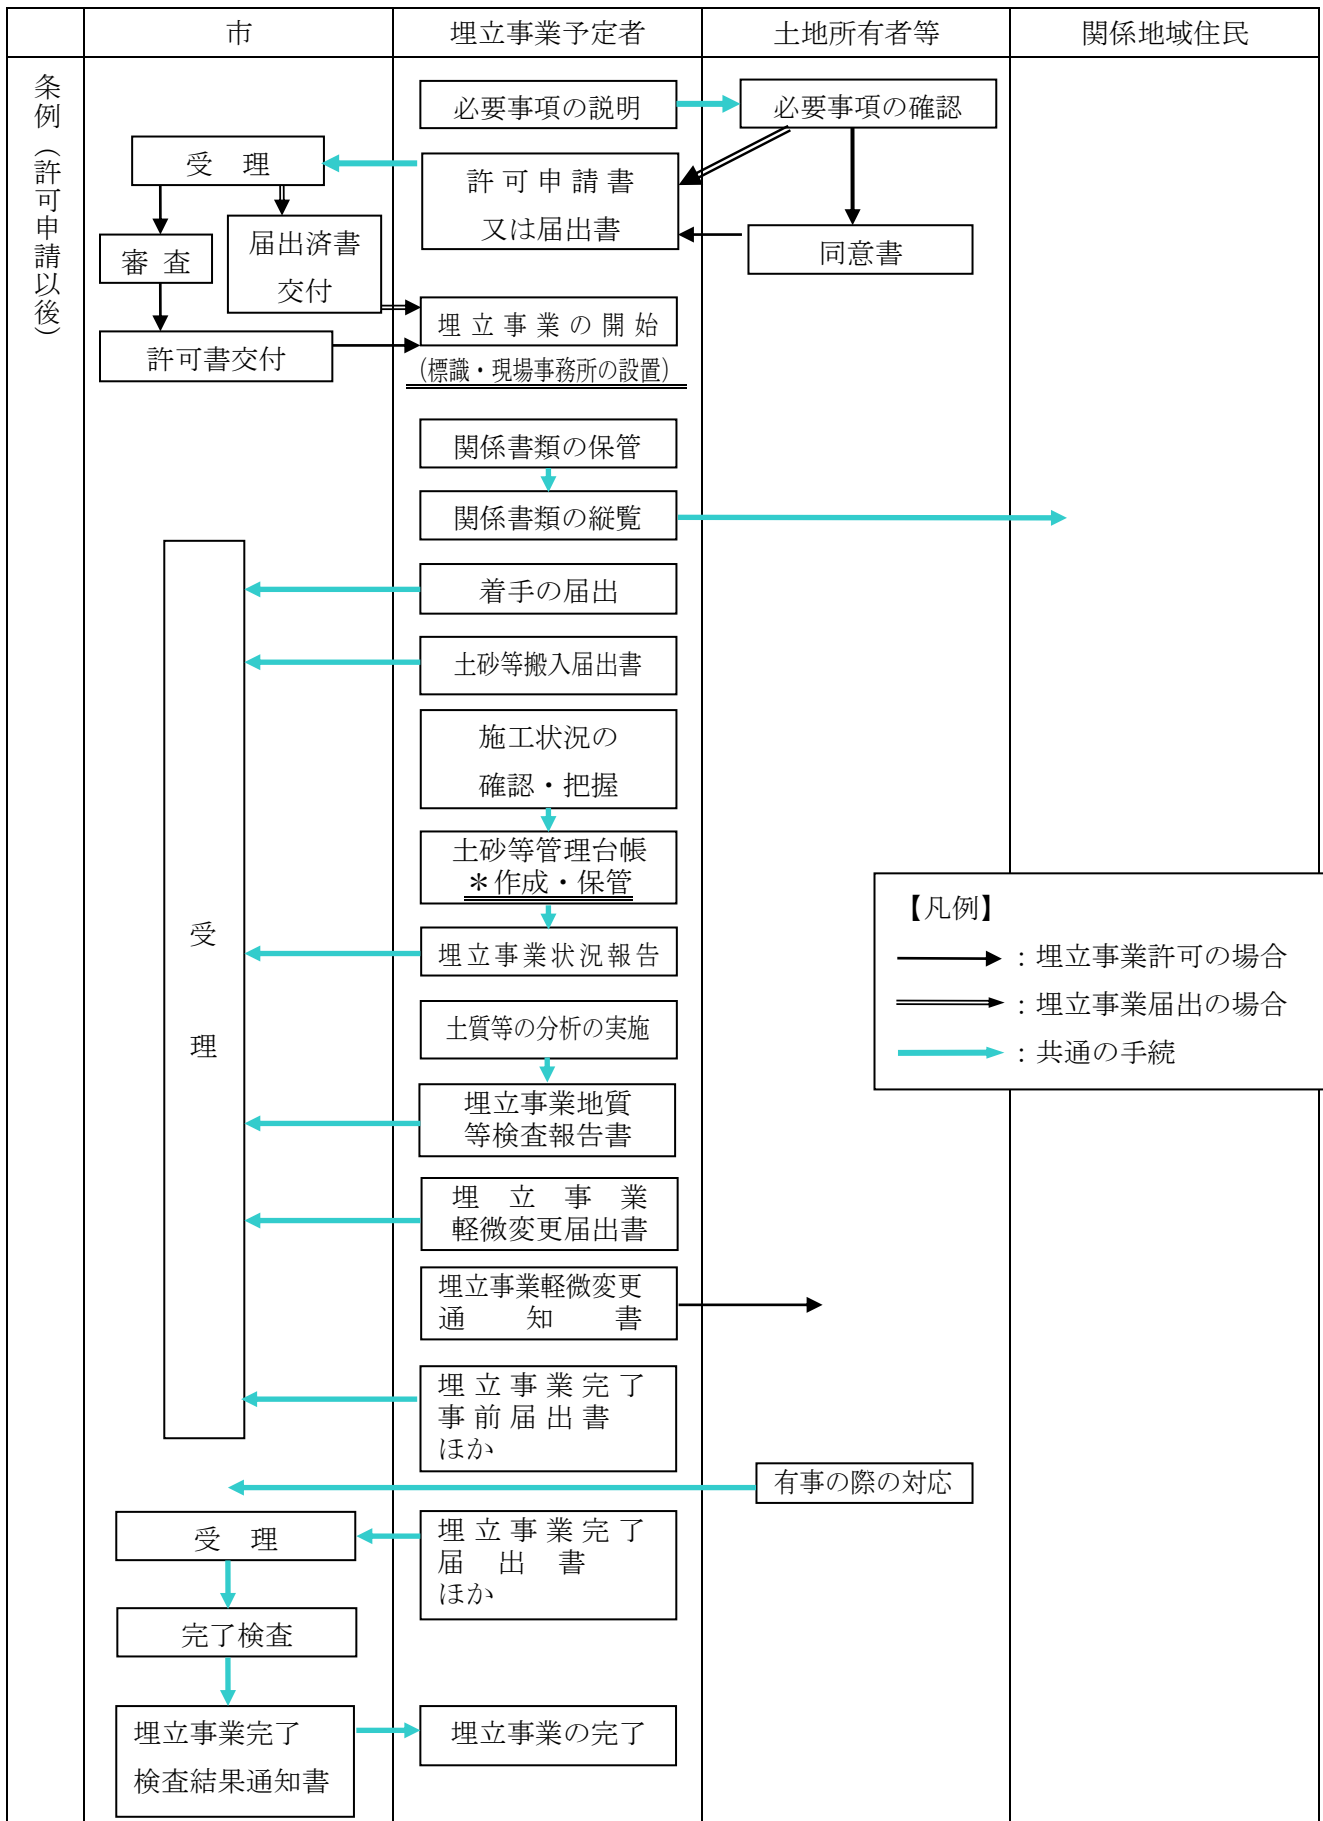 市
埋立事業予定者
土地所有者等
関係地域住民
条例（許可申請以後）
必要事項の説明
必要事項の確認
受　理
許可申請書
又は届出書
届出済書
交付
同意書
審 査
埋立事業の開始
（標識・現場事務所の設置）
許可書交付
関係書類の保管
関係書類の縦覧
着手の届出
土砂等搬入届出書
施工状況の
確認・把握
土砂等管理台帳
＊作成・保管
受
理
埋立事業状況報告
【凡例】
：埋立事業許可の場合
：埋立事業届出の場合
：共通の手続
土質等の分析の実施
埋立事業地質
等検査報告書
埋立事業
軽微変更届出書
埋立事業軽微変更
通知書
埋立事業完了
事前届出書
ほか
有事の際の対応
受　理
埋立事業完了
届出書
ほか
完了検査
埋立事業完了
検査結果通知書
埋立事業の完了